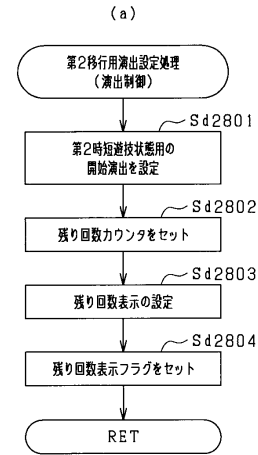 (a)
第2移行用演出設定処理
(演出制御)
Sd2801
第2時短遊技状態用の
開始演出を設定
Sd2802
残り回数カウンタをセット
Sd2803
残り回数表示の設定
Sd2804
残り回数表示フラグをセット
RET